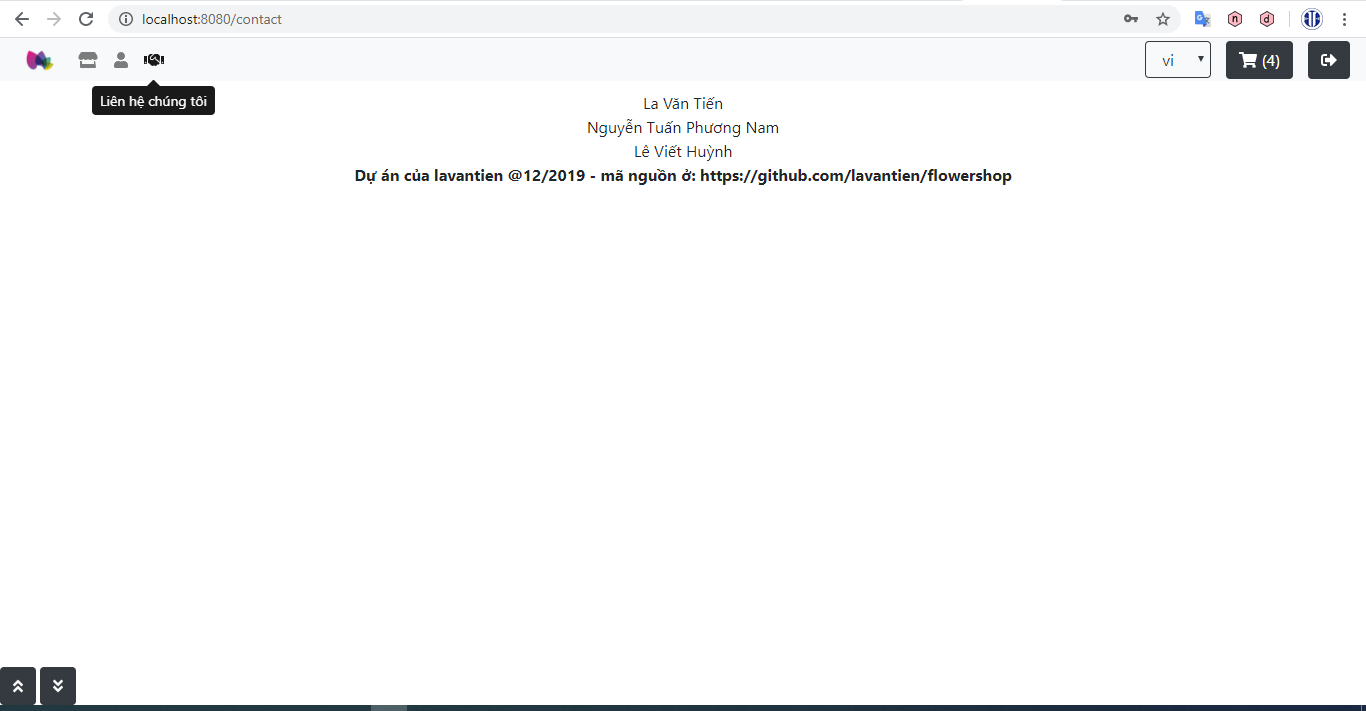 localhost:8080/contact
n
d
vi
(4)
Liên hệ chúng tôi
La Văn Tiến
Nguyễn Tuấn Phương Nam
Lê Viết Huỳnh
Dự án của lavantien @12/2019 - mã nguồn ở: https://github.com/lavantien/flowershop